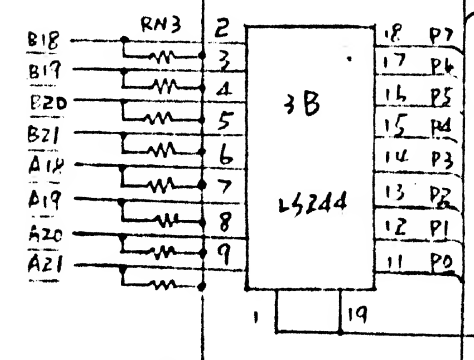 RN3
B18 2 18 P7
B19 3 17 P6
B20 4 16 P5
B21 5 15 P4
A18 6 14 P3
A19 7 13 P2
A20 8 12 P1
A21 9 11 P0
3B
LS244
1 19